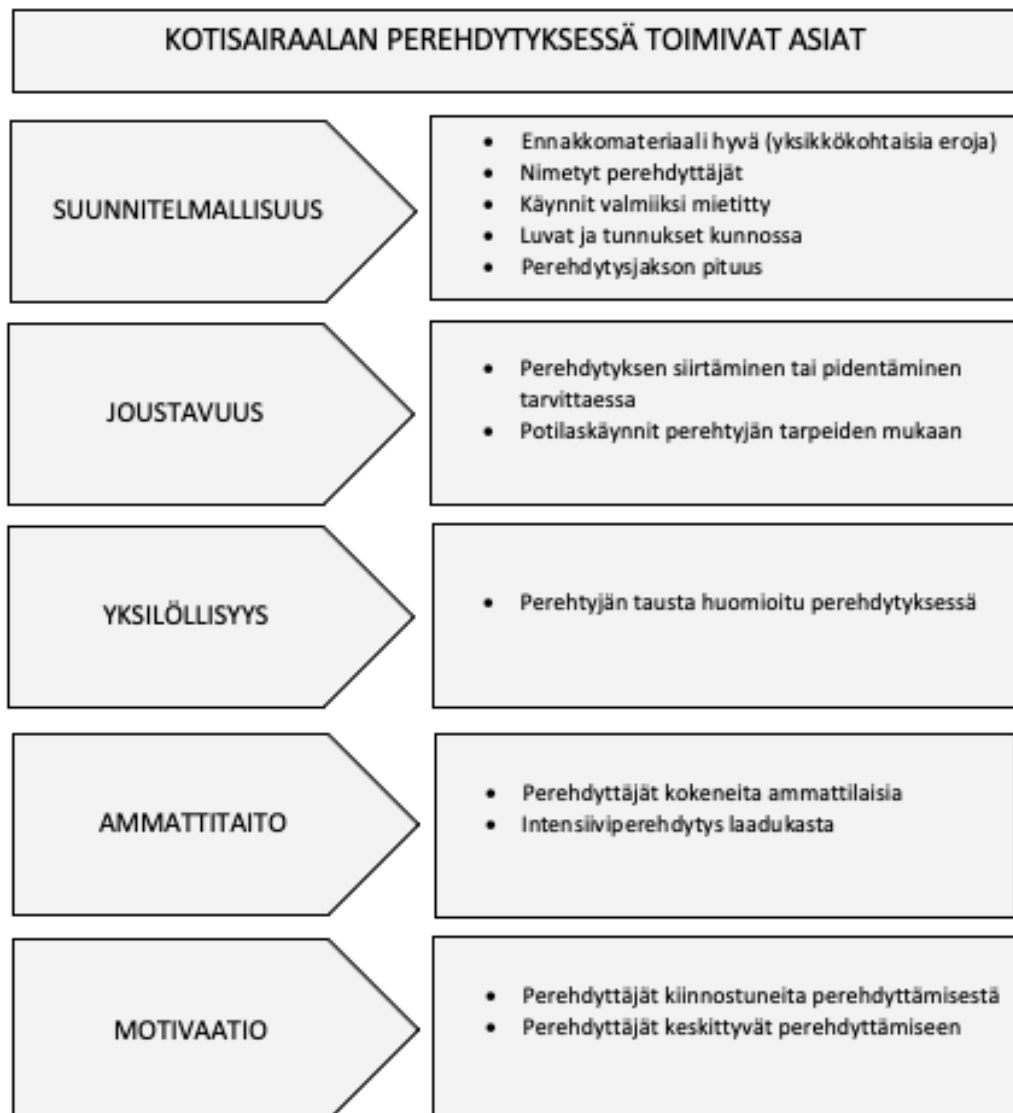 KOTISAIRAALAN PEREHDYTYKSESSÄ TOIMIVAT ASIAT
SUUNNITELMALLISUUS
• Ennakkomateriaali hyvä (yksikkökohtaisia eroja)
• Nimetyt perehdyttäjät
• Käynnit valmiiksi mietitty
• Luvat ja tunnukset kunnossa
• Perehdytysjakson pituus
JOUSTAVUUS
• Perehdytyksen siirtäminen tai pidentäminen
tarvittaessa
• Potilaskäynnit perehtyjän tarpeiden mukaan
YKSILÖLLISYYS
• Perehtyjän tausta huomioitu perehdytyksessä
AMMATTITAITO
• Perehdyttäjät kokeneita ammattilaisia
• Intensiiviperehdytys laadukasta
MOTIVAATIO
• Perehdyttäjät kiinnostuneita perehdyttämisestä
• Perehdyttäjät keskittyvät perehdyttämiseen